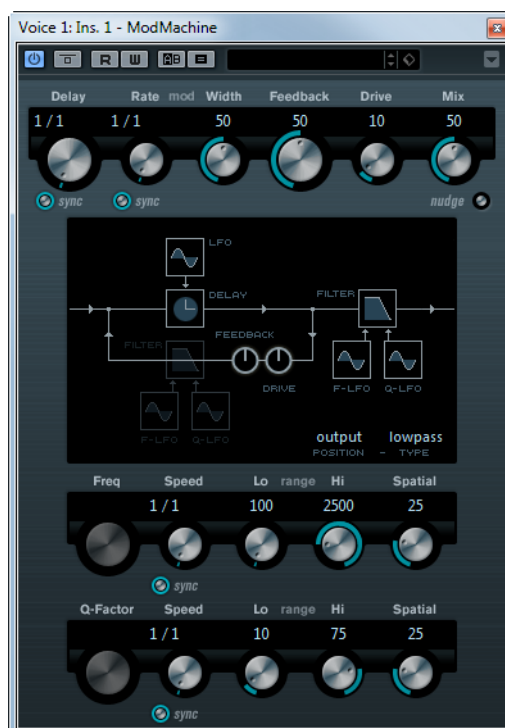 Voice 1: Ins. 1 - ModMachine
R W AB
Delay Rate mod Width Feedback Drive Mix
1 / 1 1 / 1 50 50 10 50
sync sync nudge
LFO
DELAY FILTER
FILTER FEEDBACK
DRIVE F-LFO Q-LFO
F-LFO Q-LFO
output lowpass
POSITION – TYPE
Freq Speed Lo range Hi Spatial
1 / 1 100 2500 25
sync
Q-Factor Speed Lo range Hi Spatial
1 / 1 10 75 25
sync